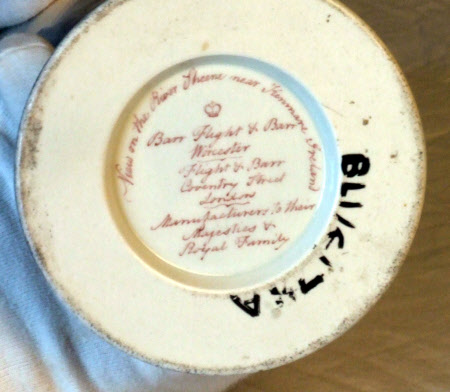 View on the River Sheene near Kenmare Ireland
Barr Flight & Barr
Worcester
Flight & Barr
Coventry Street
London
Manufacturers to their
Majesties &
Royal Family